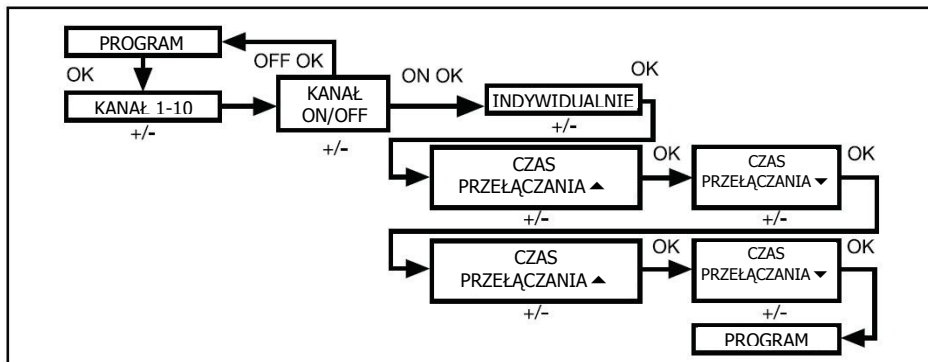 PROGRAM
OFF OK
OK
ON OK
OK
KANAŁ 1-10
+/-
KANAŁ
ON/OFF
+/-
INDYWIDUALNIE
+/-
CZAS
PRZEŁĄCZANIA ▲
+/-
OK
CZAS
PRZEŁĄCZANIA ▼
+/-
OK
CZAS
PRZEŁĄCZANIA ▲
+/-
OK
CZAS
PRZEŁĄCZANIA ▼
+/-
OK
PROGRAM